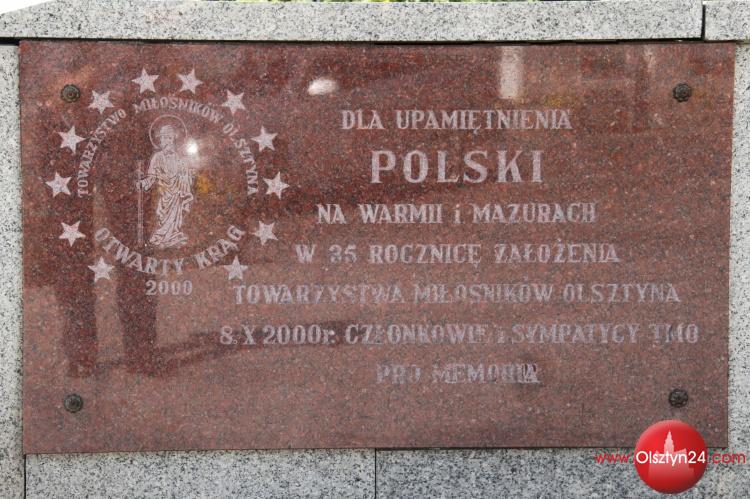 TOWARZYSTWO MIŁOŚNIKÓW OLSZTYNA
OTWARTY KRĄG
2000
DLA UPAMIĘTNIENIA
POLSKI
NA WARMII i MAZURACH
W 35 ROCZNICĘ ZAŁOŻENIA
TOWARZYSTWA MIŁOŚNIKÓW OLSZTYNA
8.X 2000r. CZŁONKOWIE i SYMPATYCY TMO
PRO MEMORIA
www.Olsztyn24.com